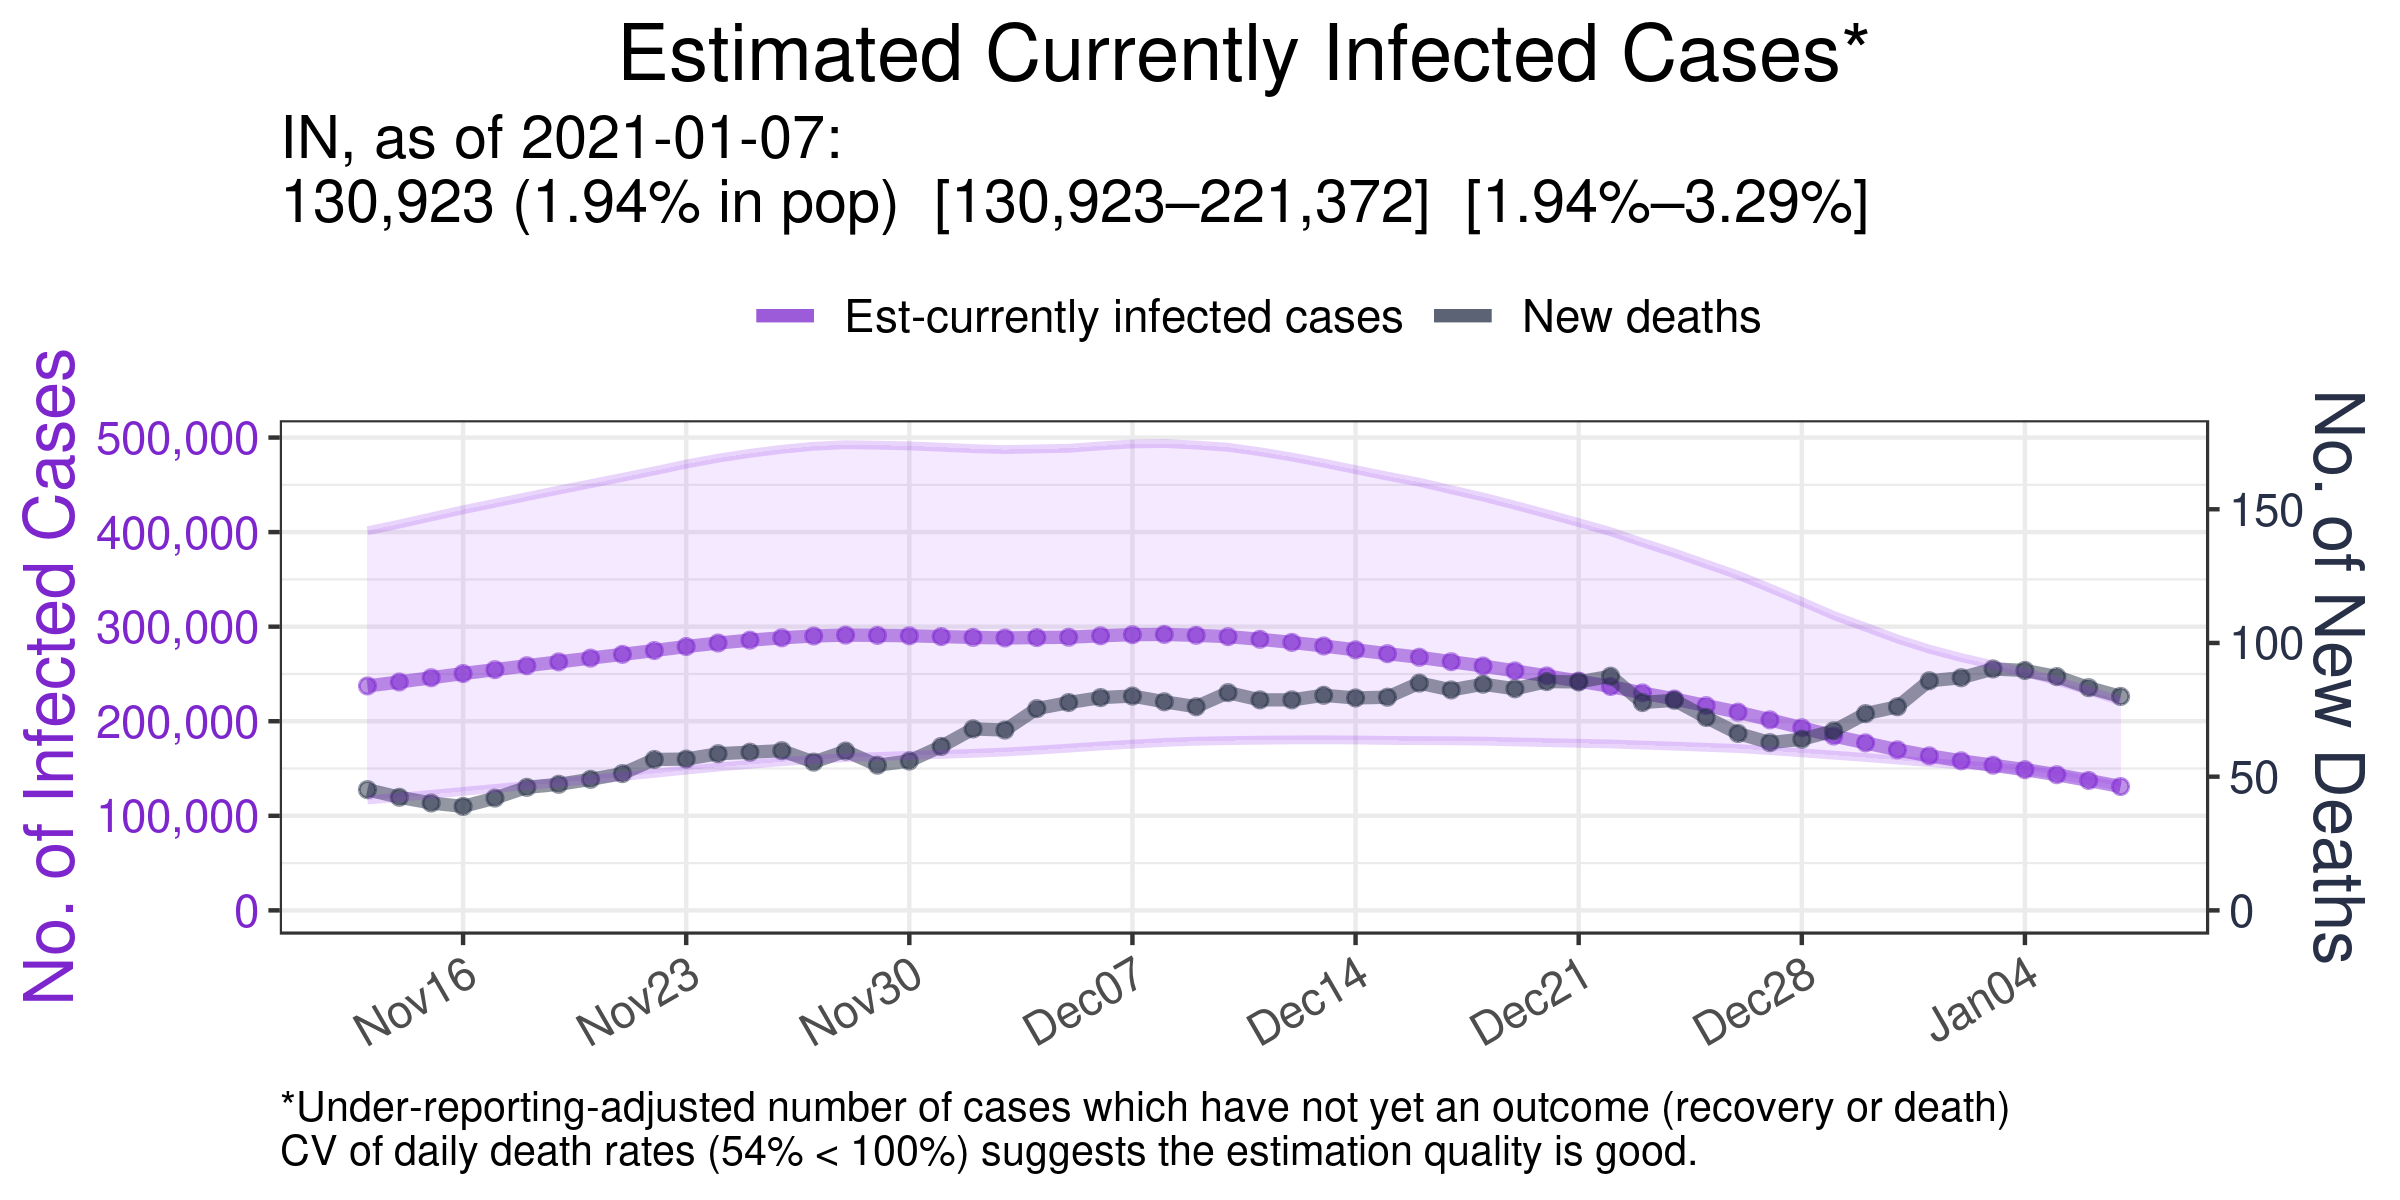 Estimated Currently Infected Cases*
IN, as of 2021-01-07:
130,923 (1.94% in pop)  [130,923–221,372]  [1.94%–3.29%]
Est-currently infected cases
New deaths
No. of Infected Cases
500,000
400,000
300,000
200,000
100,000
0
No. of New Deaths
150
100
50
0
Nov16
Nov23
Nov30
Dec07
Dec14
Dec21
Dec28
Jan04
*Under-reporting-adjusted number of cases which have not yet an outcome (recovery or death)
CV of daily death rates (54% < 100%) suggests the estimation quality is good.